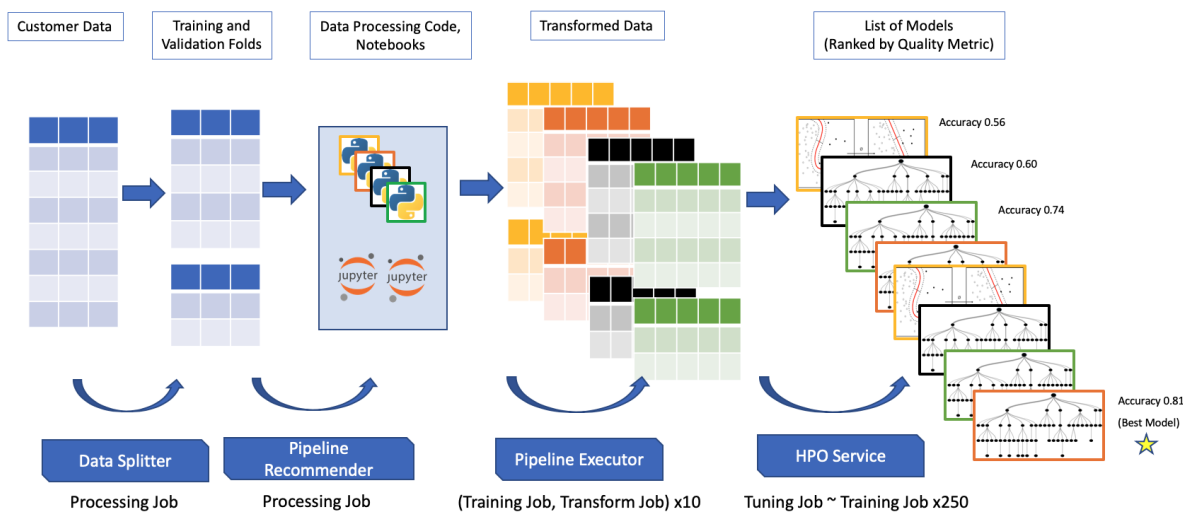 Customer Data
Training and
Validation Folds
Data Processing Code,
Notebooks
Transformed Data
List of Models
(Ranked by Quality Metric)
Accuracy 0.56
Accuracy 0.60
Accuracy 0.74
jupyter
jupyter
Accuracy 0.81
(Best Model)
Data Splitter
Pipeline
Recommender
Pipeline Executor
HPO Service
Processing Job
Processing Job
(Training Job, Transform Job) x10
Tuning Job ~ Training Job x250